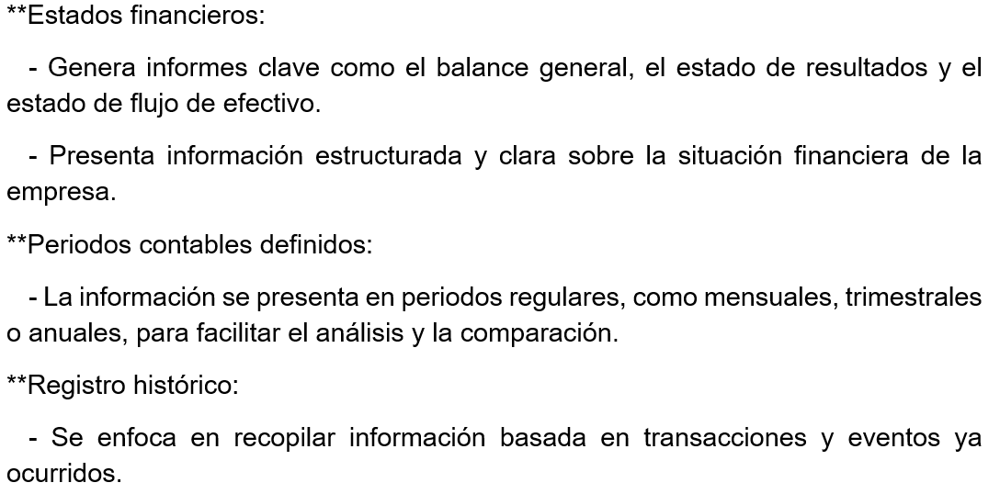 **Estados financieros:
- Genera informes clave como el balance general, el estado de resultados y el
estado de flujo de efectivo.
- Presenta información estructurada y clara sobre la situación financiera de la
empresa.
**Periodos contables definidos:
- La información se presenta en periodos regulares, como mensuales, trimestrales
o anuales, para facilitar el análisis y la comparación.
**Registro histórico:
- Se enfoca en recopilar información basada en transacciones y eventos ya
ocurridos.